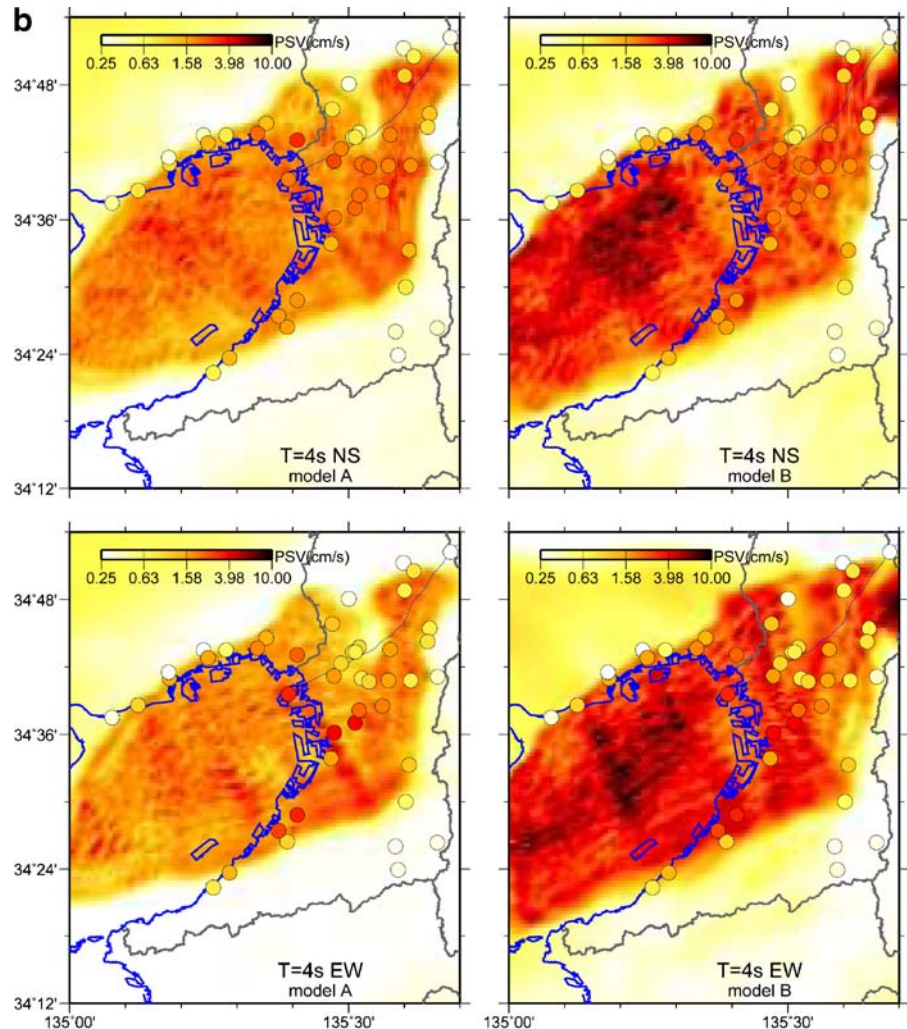 b
PSV(cm/s)
0.25 0.63 1.58 3.98 10.00
PSV(cm/s)
0.25 0.63 1.58 3.98 10.00
34°48'
34°36'
34°24'
34°12'
T=4s NS
model A
T=4s NS
model B
PSV(cm/s)
0.25 0.63 1.58 3.98 10.00
PSV(cm/s)
0.25 0.63 1.58 3.98 10.00
34°48'
34°36'
34°24'
34°12'
T=4s EW
model A
T=4s EW
model B
135°00' 135°30' 135°00' 135°30'